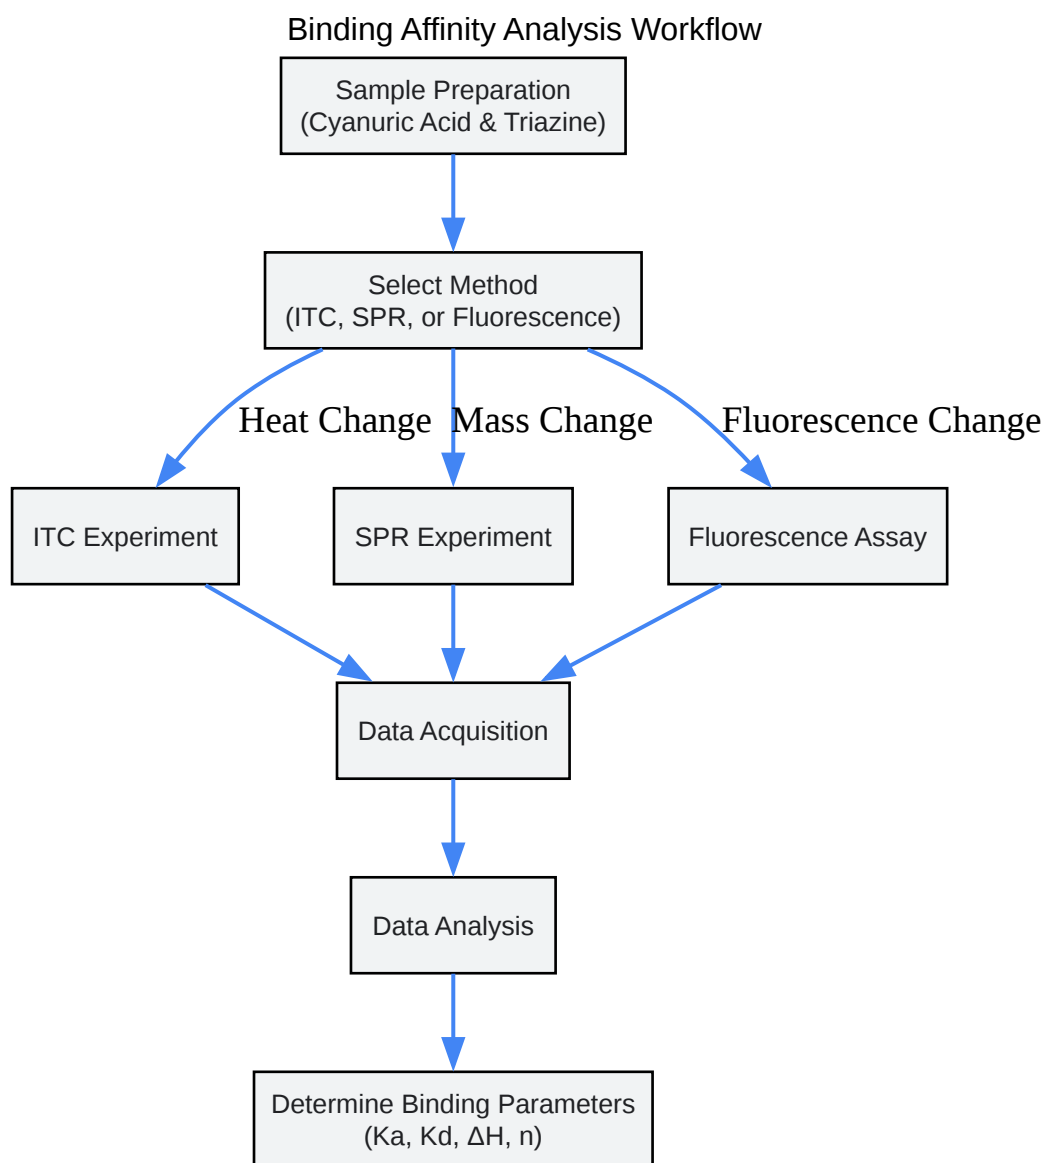 Binding Affinity Analysis Workflow
Sample Preparation
(Cyanuric Acid & Triazine)
Select Method
(ITC, SPR, or Fluorescence)
Heat Change
Mass Change
Fluorescence Change
ITC Experiment
SPR Experiment
Fluorescence Assay
Data Acquisition
Data Analysis
Determine Binding Parameters
(Ka, Kd, ΔH, n)